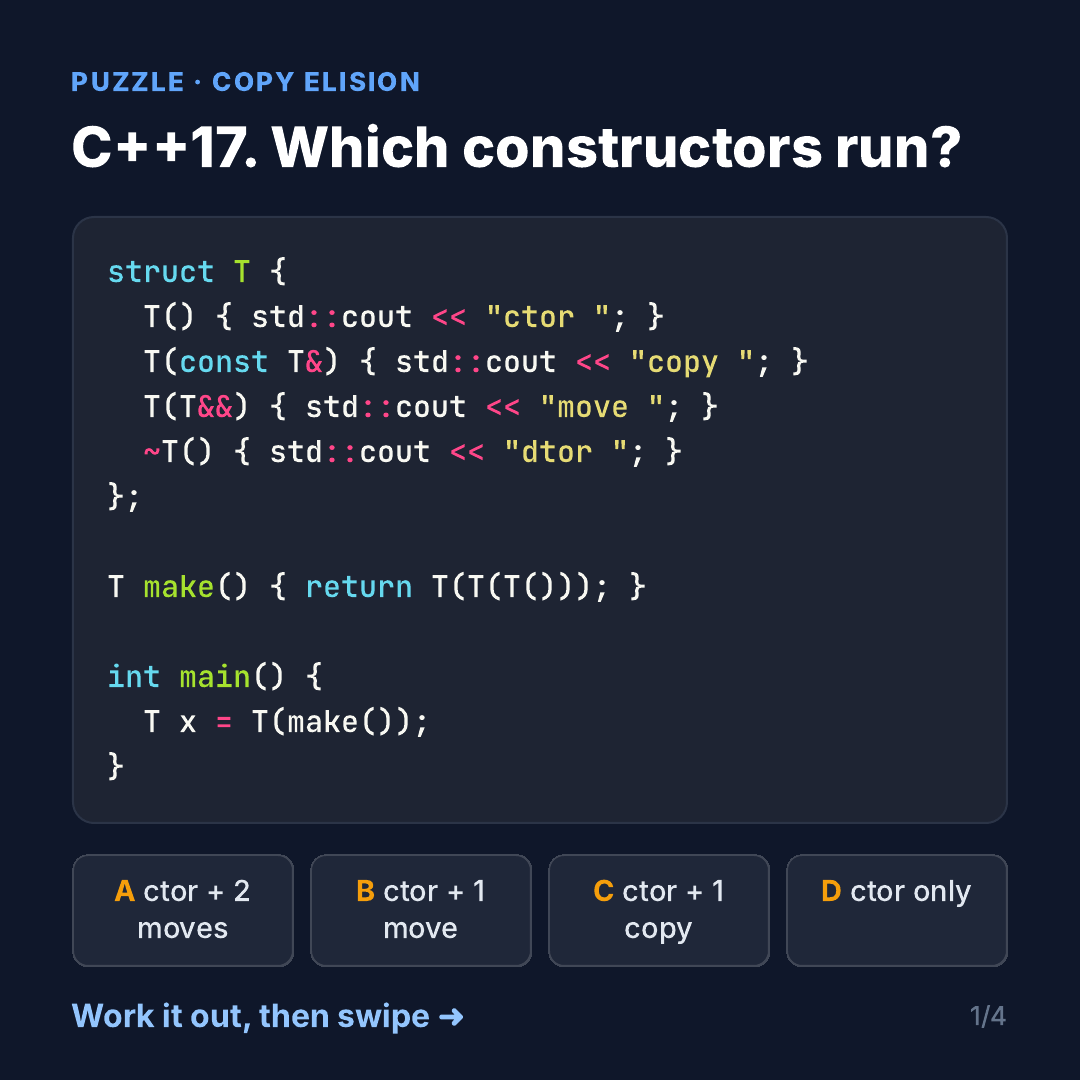 PUZZLE · COPY ELISION
C++17. Which constructors run?
struct T {
  T() { std::cout << "ctor "; }
  T(const T&) { std::cout << "copy "; }
  T(T&&) { std::cout << "move "; }
  ~T() { std::cout << "dtor "; }
};
T make() { return T(T(T())); }
int main() {
  T x = T(make());
}
A ctor + 2
moves
B ctor + 1
move
C ctor + 1
copy
D ctor only
Work it out, then swipe ➜
1/4